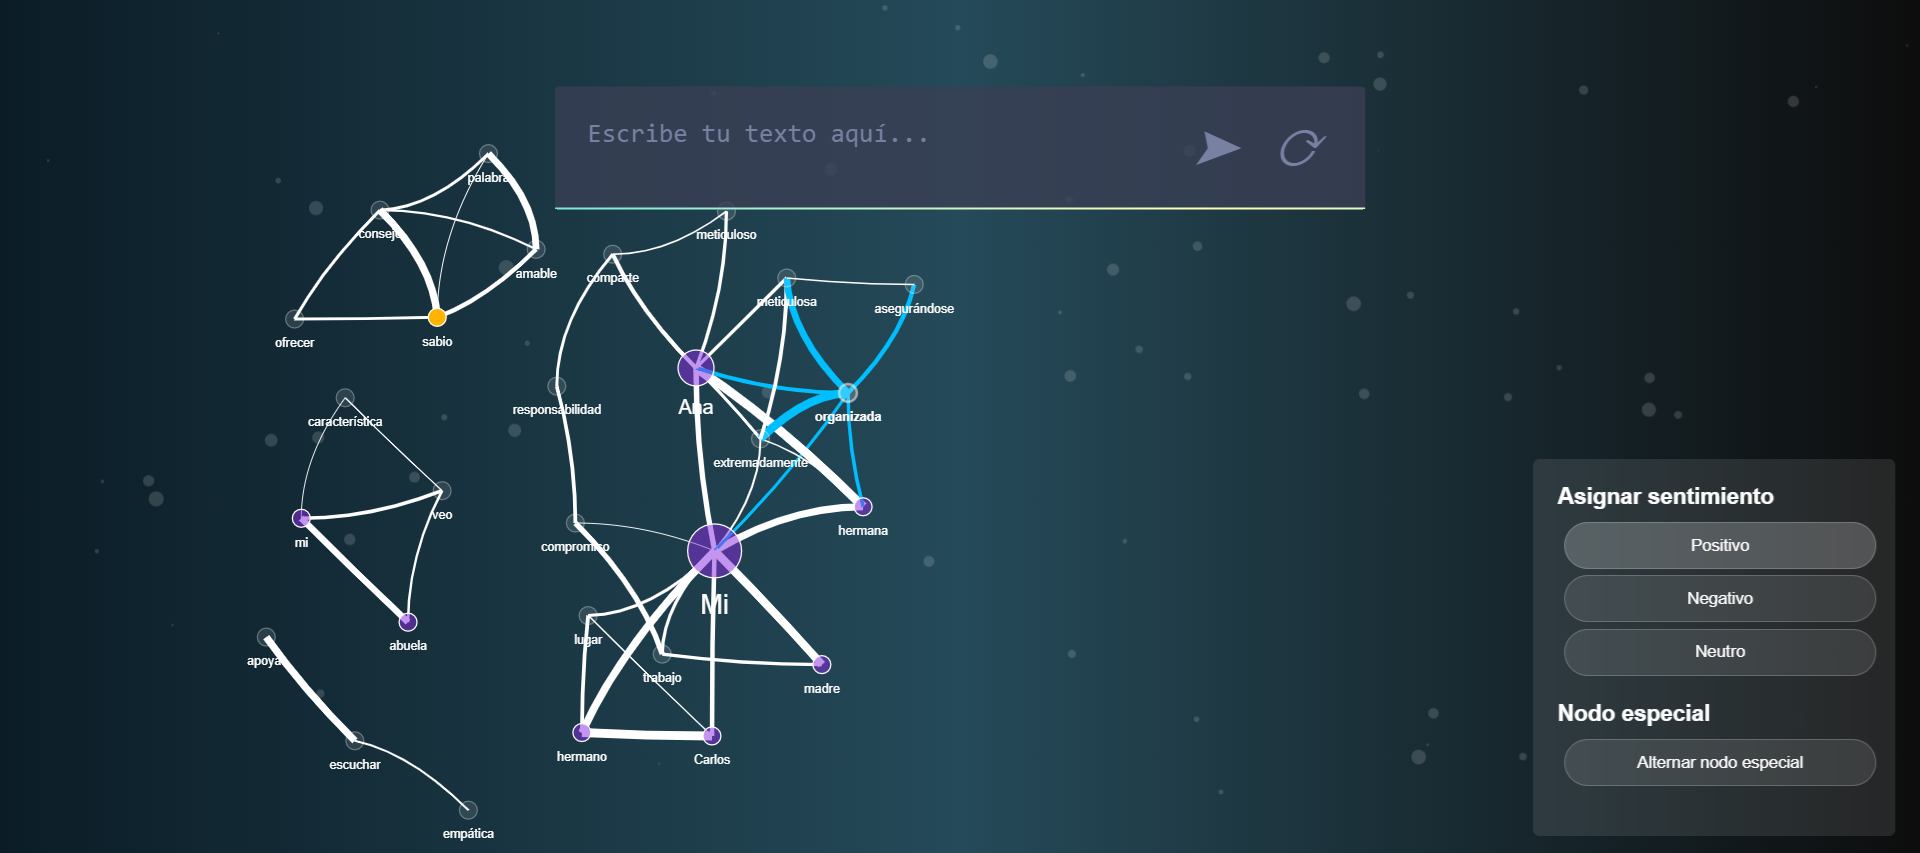 Escribe tu texto aquí...
palabra
consejo
amable
ofrecer
sabio
meticuloso
comparte
meticulosa
asegurándose
responsabilidad
Ana
organizada
extremadamente
hermana
característica
veo
mi
abuela
compromiso
Mi
lugar
trabajo
madre
hermano
Carlos
apoya
escuchar
empática
Asignar sentimiento
Positivo
Negativo
Neutro
Nodo especial
Alternar nodo especial